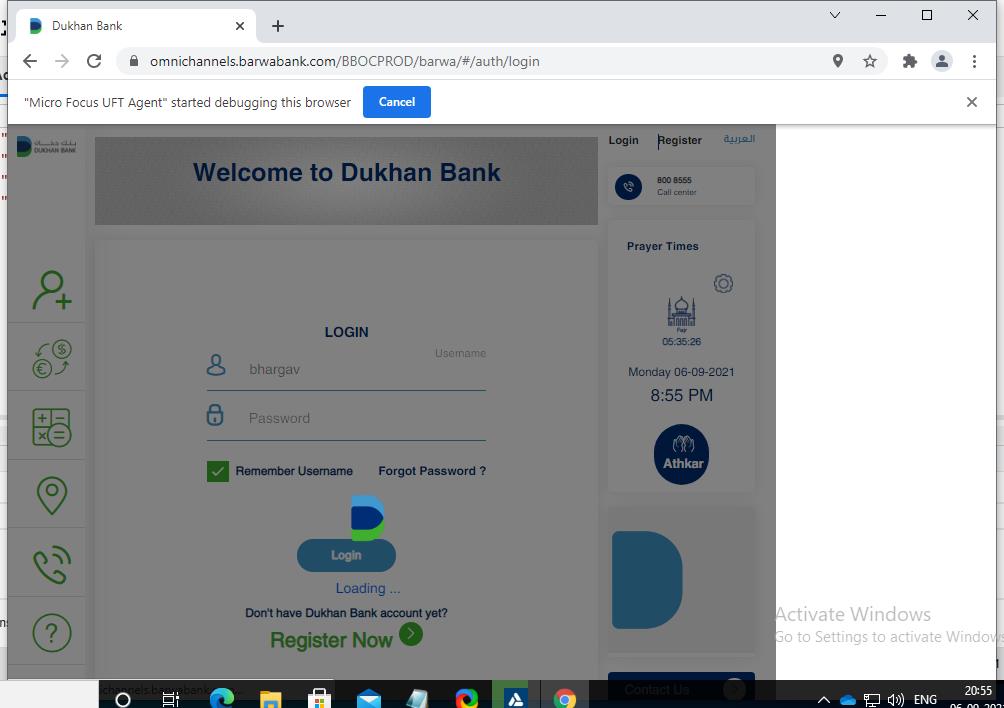 Dukhan Bank
omnichannels.barwabank.com/BBOCPROD/barwa/#/auth/login
"Micro Focus UFT Agent" started debugging this browser
Cancel
بنك دخان
DUKHAN BANK
Welcome to Dukhan Bank
Login
Register
العربية
800 8555
Call center
Prayer Times
Fajr
05:35:26
Monday 06-09-2021
8:55 PM
Athkar
LOGIN
Username
bhargav
Password
Remember Username
Forgot Password ?
Login
Loading ...
Don't have Dukhan Bank account yet?
Register Now
Contact Us
Activate Windows
Go to Settings to activate Windows
ENG
20:55